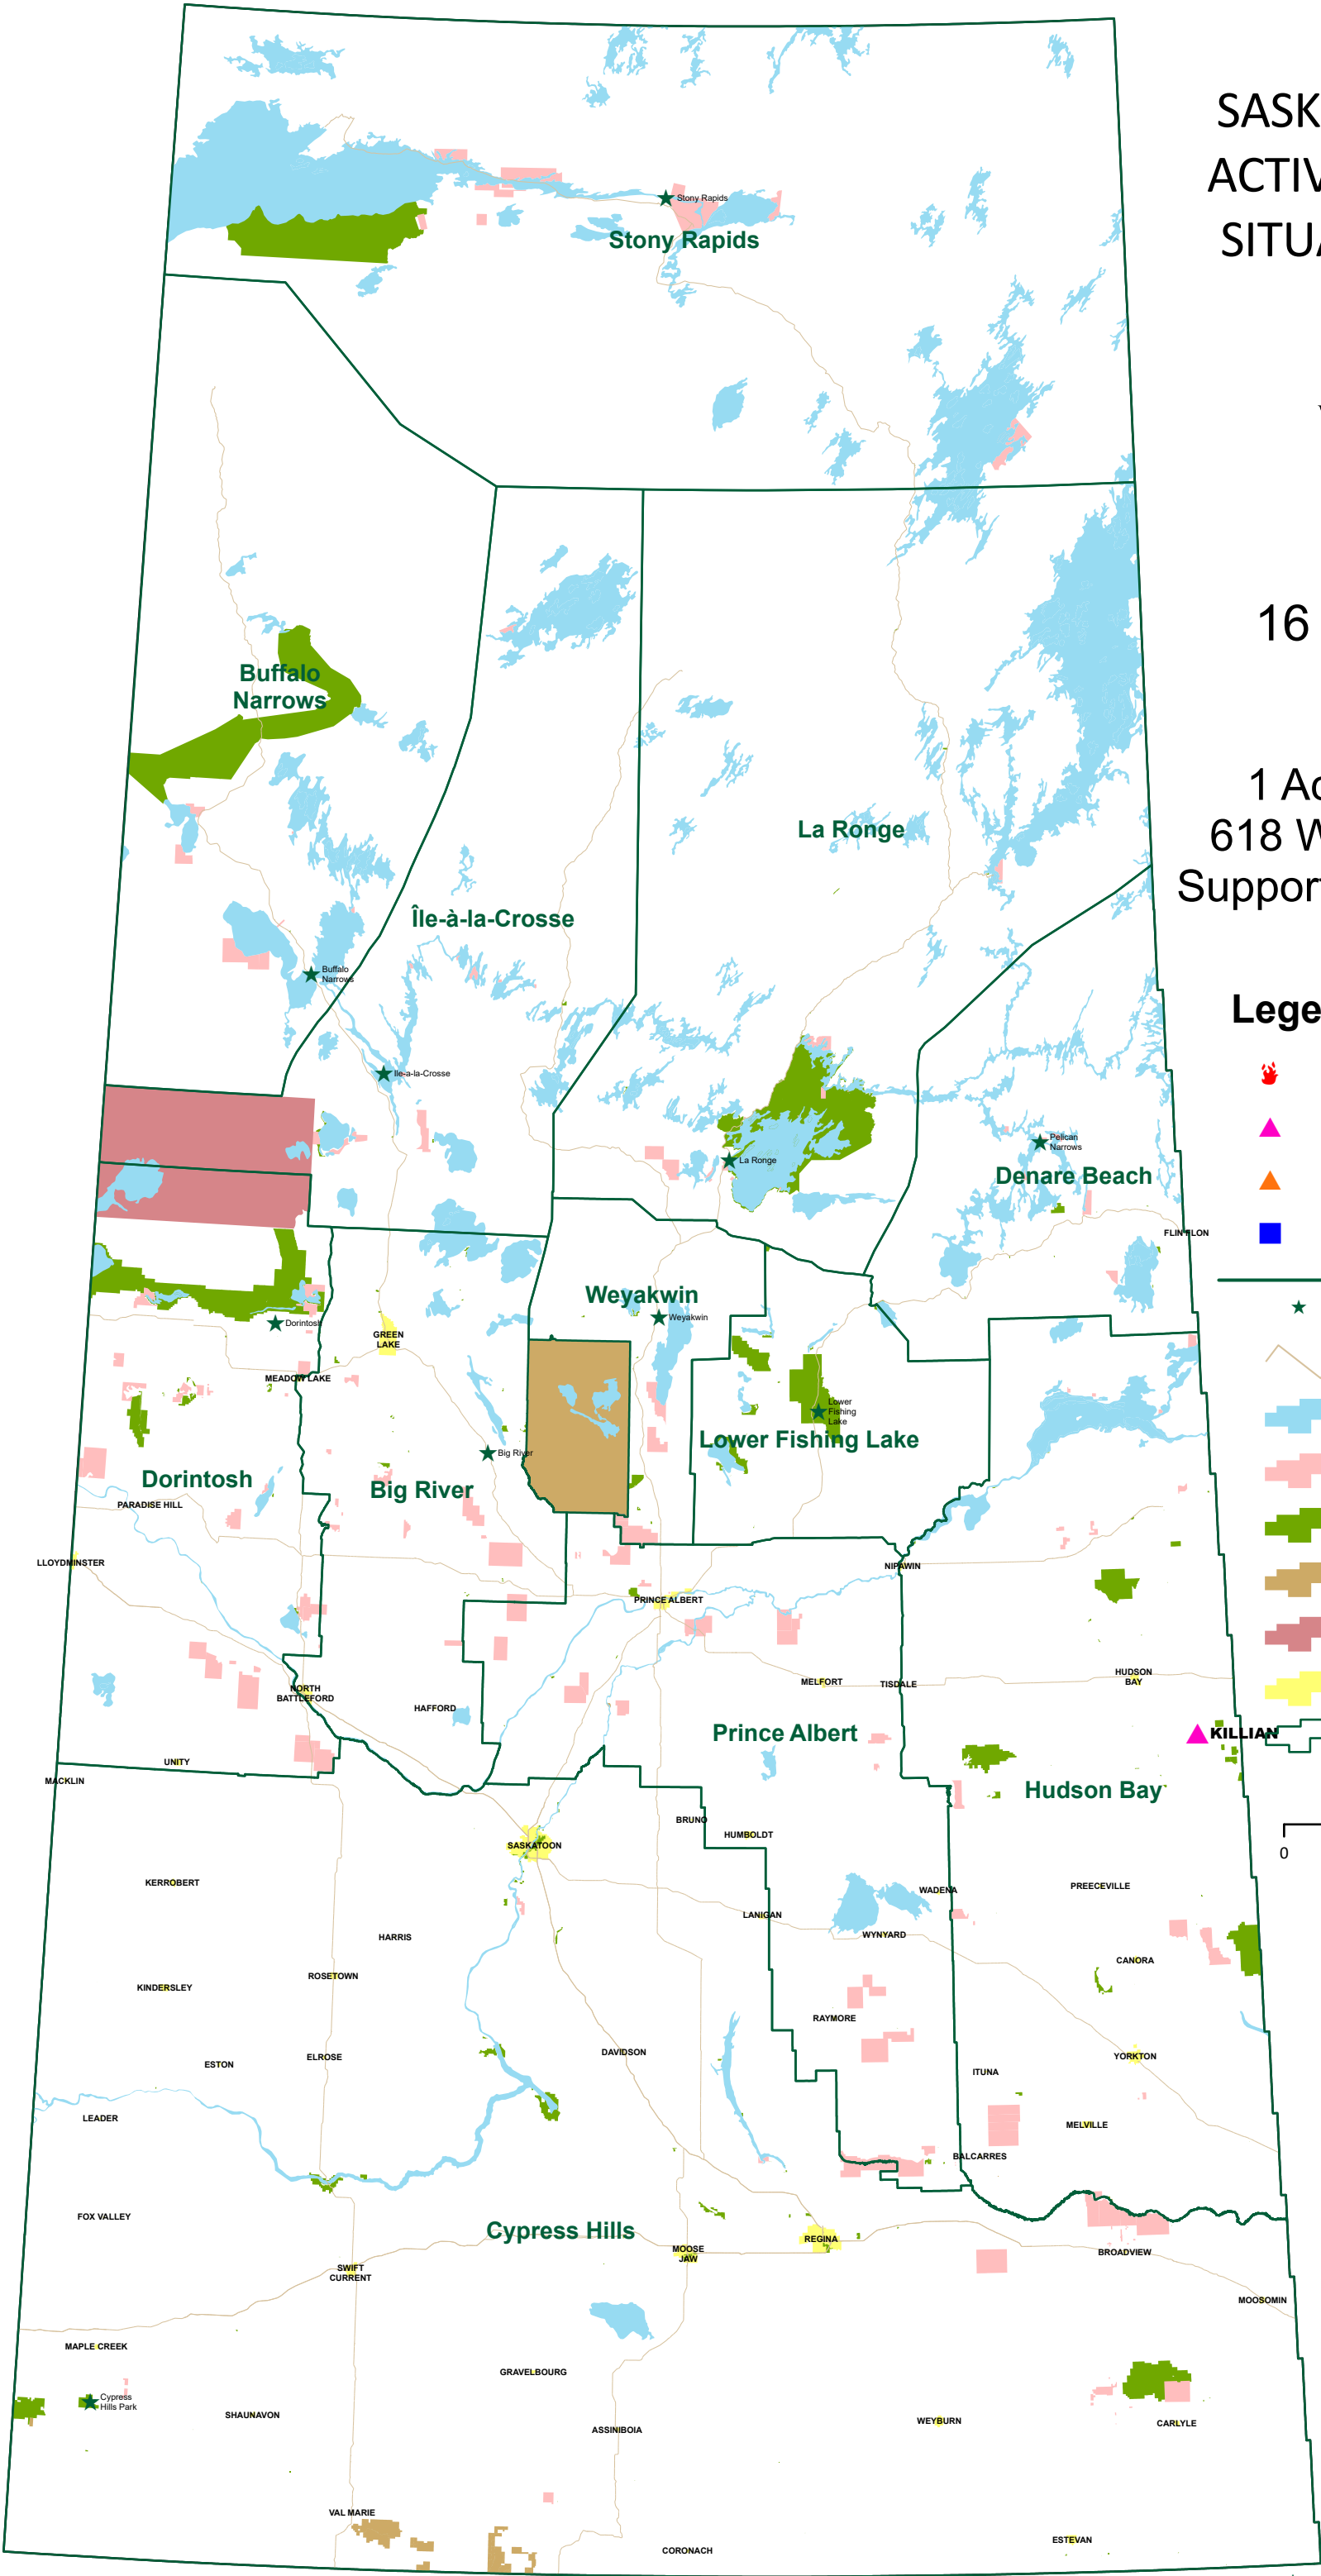 SASK
ACTIV
SITUA
16
1 Ac
618 W
Support
Lege
Stony Rapids
Stony Rapids
Buffalo
Narrows
La Ronge
Île-à-la-Crosse
Buffalo
Narrows
Ile-a-la-Crosse
Pelican
Narrows
La Ronge
Denare Beach
FLIN FLON
Weyakwin
Weyakwin
Dorintosh
GREEN
LAKE
MEADOW LAKE
Lower
Fishing
Lake
Lower Fishing Lake
Big River
Dorintosh
Big River
PARADISE HILL
LLOYDMINSTER
NIPAWIN
PRINCE ALBERT
HUDSON
BAY
MELFORT
TISDALE
NORTH
BATTLEFORD
HAFFORD
Prince Albert
KILLIAN
UNITY
MACKLIN
Hudson Bay
BRUNO
HUMBOLDT
SASKATOON
0
KERROBERT
PREECEVILLE
WADENA
LANIGAN
HARRIS
WYNYARD
CANORA
ROSETOWN
KINDERSLEY
RAYMORE
DAVIDSON
YORKTON
ELROSE
ESTON
ITUNA
LEADER
MELVILLE
BALCARRES
FOX VALLEY
Cypress Hills
REGINA
MOOSE
JAW
BROADVIEW
SWIFT
CURRENT
MOOSOMIN
MAPLE CREEK
GRAVELBOURG
Cypress
Hills Park
SHAUNAVON
WEYBURN
CARLYLE
ASSINIBOIA
VAL MARIE
ESTEVAN
CORONACH